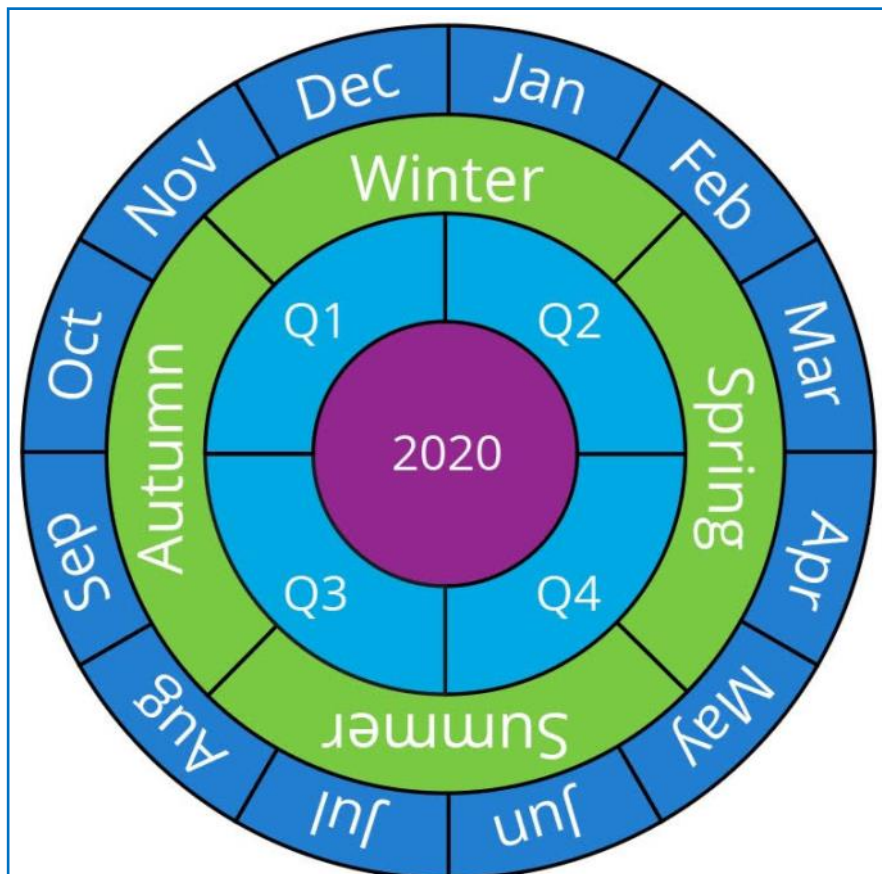 Dec
Jan
Feb
Mar
Apr
May
Jun
Jul
Aug
Sep
Oct
Nov
Winter
Spring
Summer
Autumn
Q1
Q2
Q3
Q4
2020